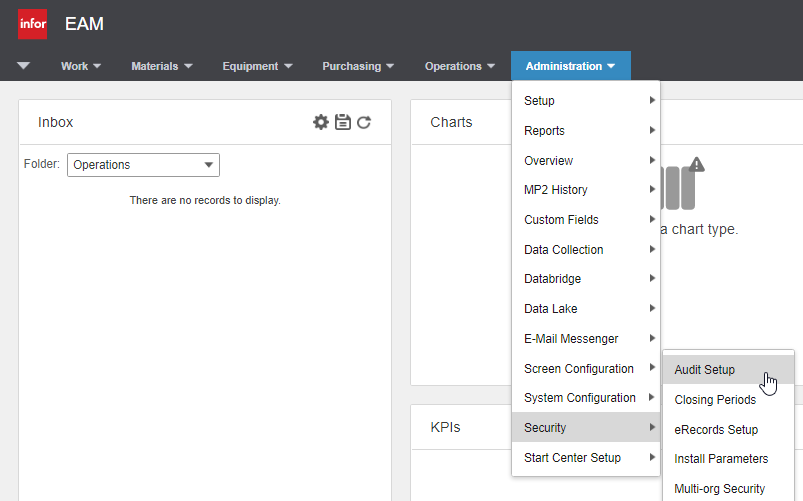 infor EAM
Work Materials Equipment Purchasing Operations Administration
Inbox
Folder: Operations
There are no records to display.
Charts
a chart type.
KPIs
Setup
Reports
Overview
MP2 History
Custom Fields
Data Collection
Databridge
Data Lake
E-Mail Messenger
Screen Configuration
System Configuration
Security
Start Center Setup
Audit Setup
Closing Periods
eRecords Setup
Install Parameters
Multi-org Security